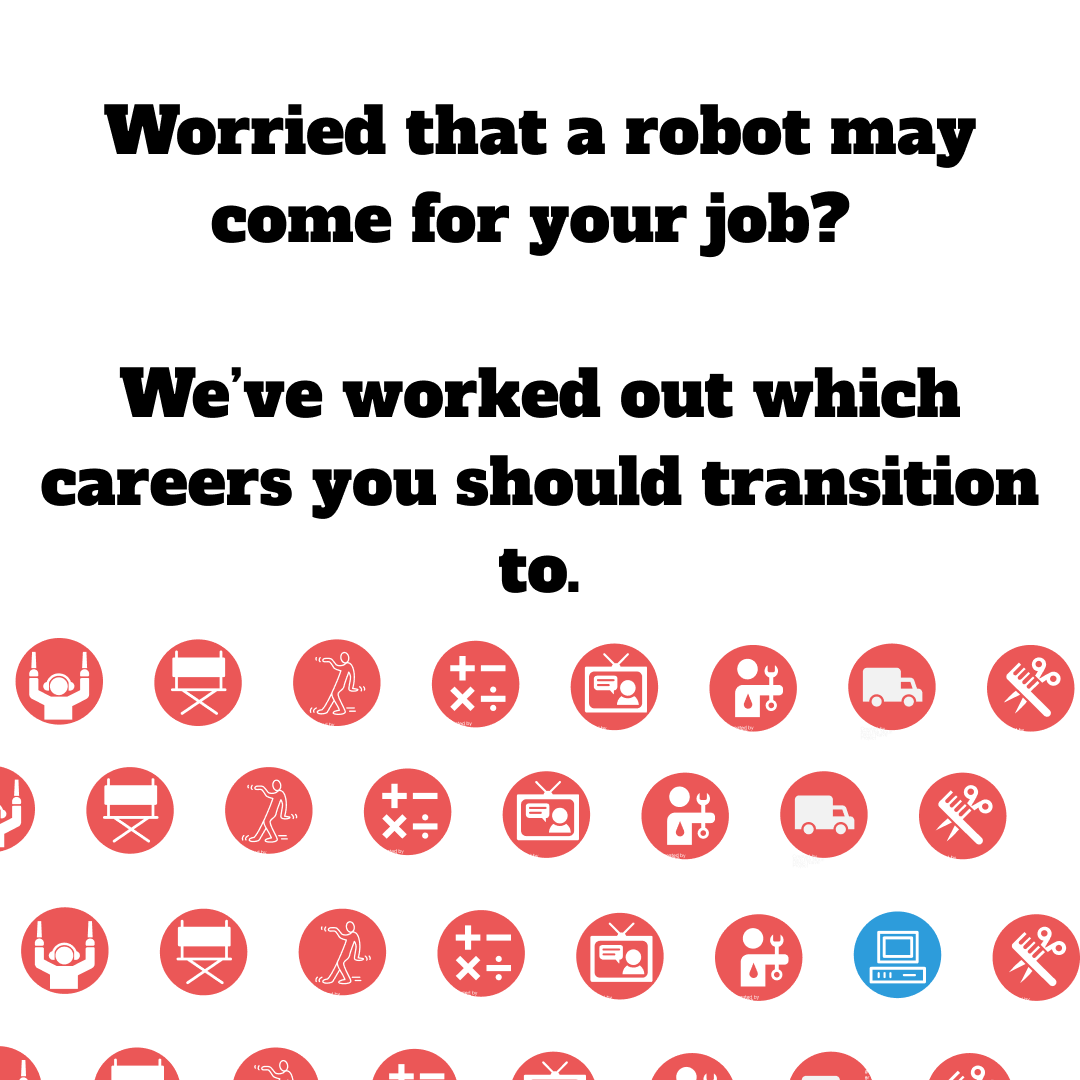 Worried that a robot may
come for your job?
We’ve worked out which
careers you should transition
to.